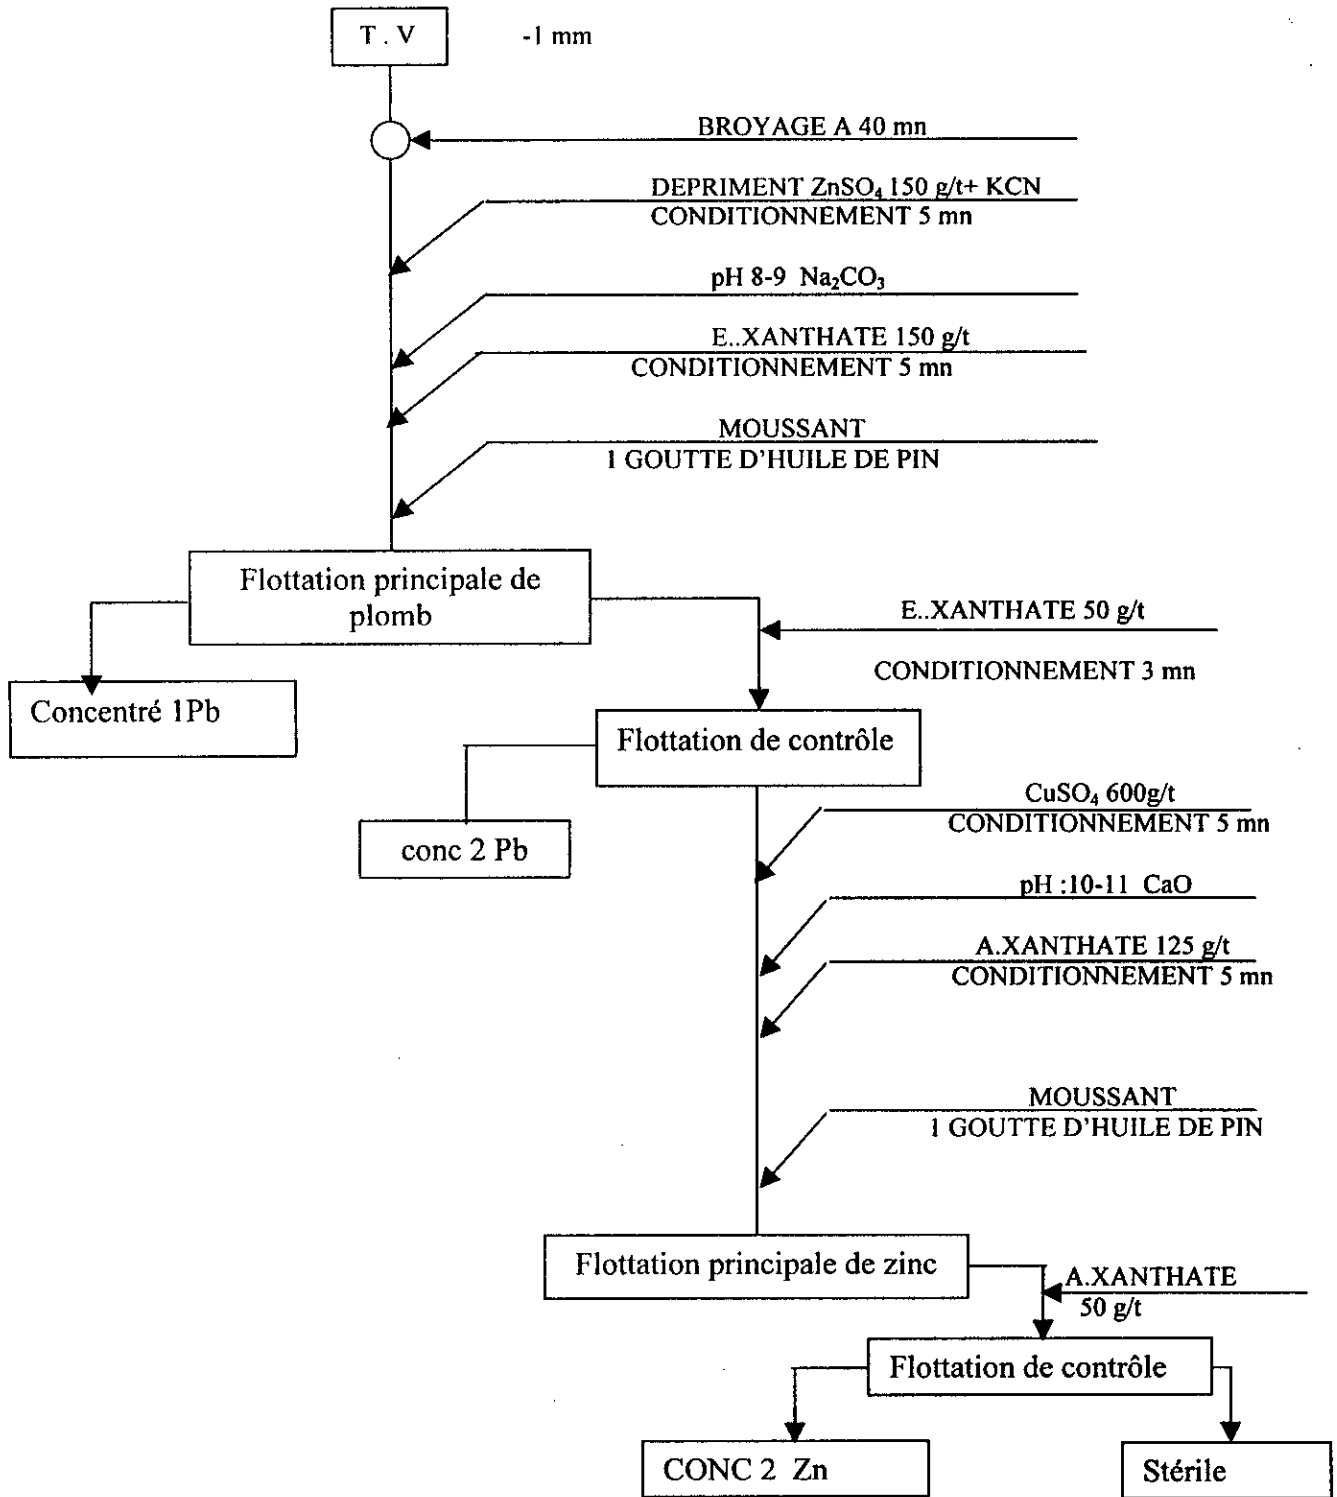 T . V
-1 mm
BROYAGE A 40 mn
DEPRIMENT ZnSO₄ 150 g/t+ KCN
CONDITIONNEMENT 5 mn
pH 8-9 Na₂CO₃
E..XANTHATE 150 g/t
CONDITIONNEMENT 5 mn
MOUSSANT
1 GOUTTE D'HUILE DE PIN
Flottation principale de
plomb
E..XANTHATE 50 g/t
CONDITIONNEMENT 3 mn
Concentré 1Pb
Flottation de contrôle
CuSO₄ 600g/t
CONDITIONNEMENT 5 mn
conc 2 Pb
pH :10-11 CaO
A.XANTHATE 125 g/t
CONDITIONNEMENT 5 mn
MOUSSANT
1 GOUTTE D'HUILE DE PIN
Flottation principale de zinc
A.XANTHATE
50 g/t
Flottation de contrôle
CONC 2 Zn
Stérile